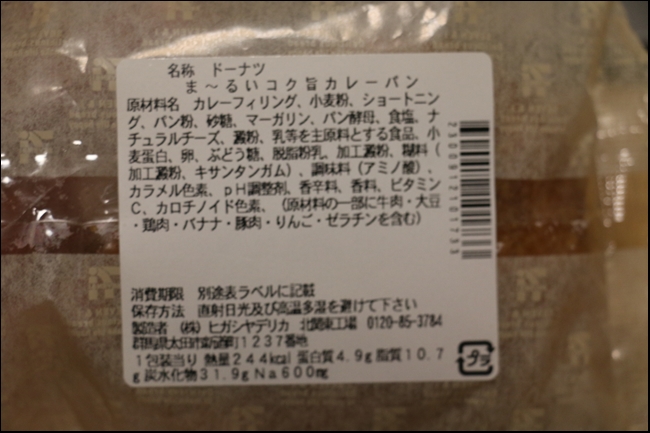 名称 ドーナツ
ま～るいコク旨カレーパン
原材料名 カレーフィリング、小麦粉、ショートニン
グ、パン粉、砂糖、マーガリン、パン酵母、食塩、ナ
チュラルチーズ、澱粉、乳等を主原料とする食品、小
麦蛋白、卵、ぶどう糖、脱脂粉乳、加工澱粉、糊料（
加工澱粉、キサンタンガム）、調味料（アミノ酸）、
カラメル色素、ｐH調整剤、香辛料、香料、ビタミン
C、カロチノイド色素、（原材料の一部に牛肉・大豆
・鶏肉・バナナ・豚肉・りんご・ゼラチンを含む）
消費期限 別途表ラベルに記載
保存方法 直射日光及び高温多湿を避けて下さい
製造者 （株）ヒガシヤデリカ 北関東工場 0120-85-3784
群馬県太田市新道町1237番地
1包装当り 熱量244kcal 蛋白質4.9g 脂質10.7
g 炭水化物31.9g Na600mg
プラ